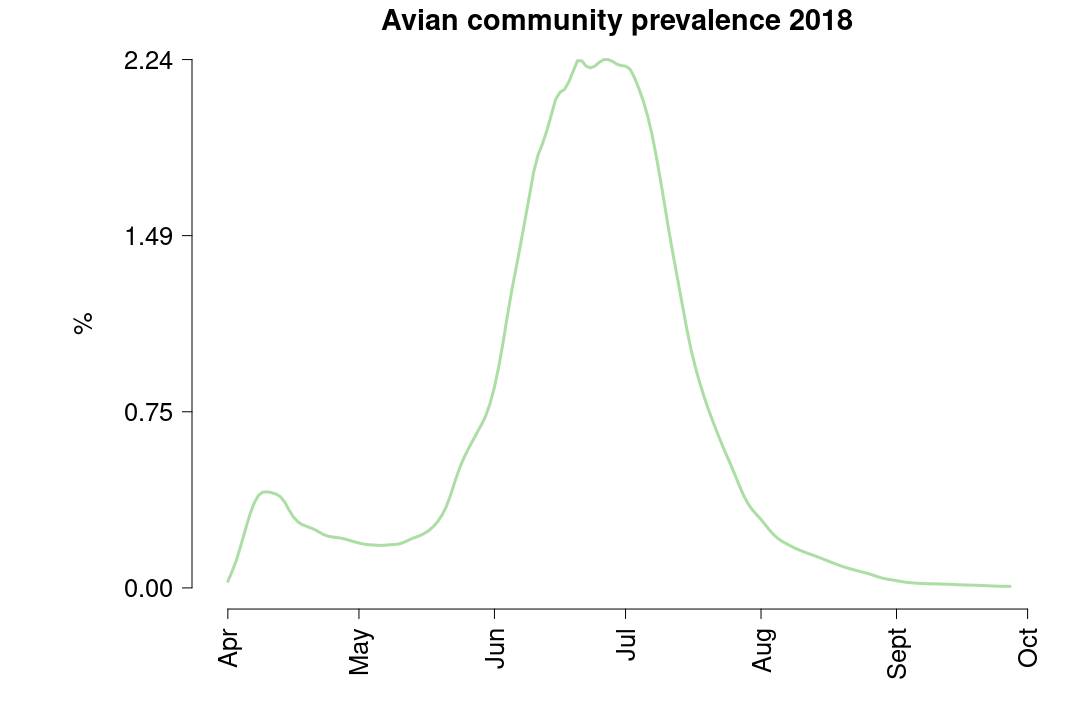 Avian community prevalence 2018
2.24
1.49
%
0.75
0.00
Apr
May
Jun
Jul
Aug
Sept
Oct